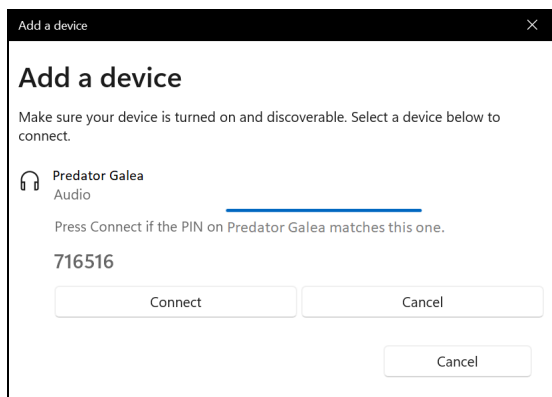 Add a device
Add a device
Make sure your device is turned on and discoverable. Select a device below to
connect.
Predator Galea
Audio
Press Connect if the PIN on Predator Galea matches this one.
716516
Connect Cancel
Cancel